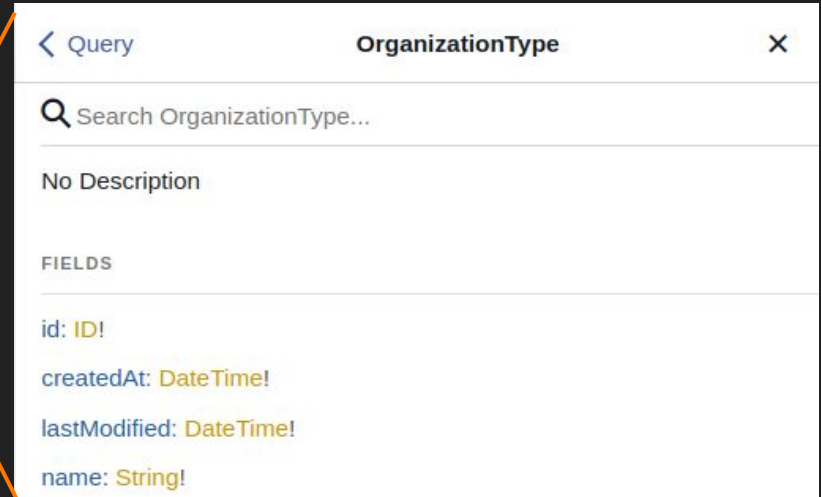 Query OrganizationType ✕
Search OrganizationType...
No Description
FIELDS
id: ID!
createdAt: DateTime!
lastModified: DateTime!
name: String!